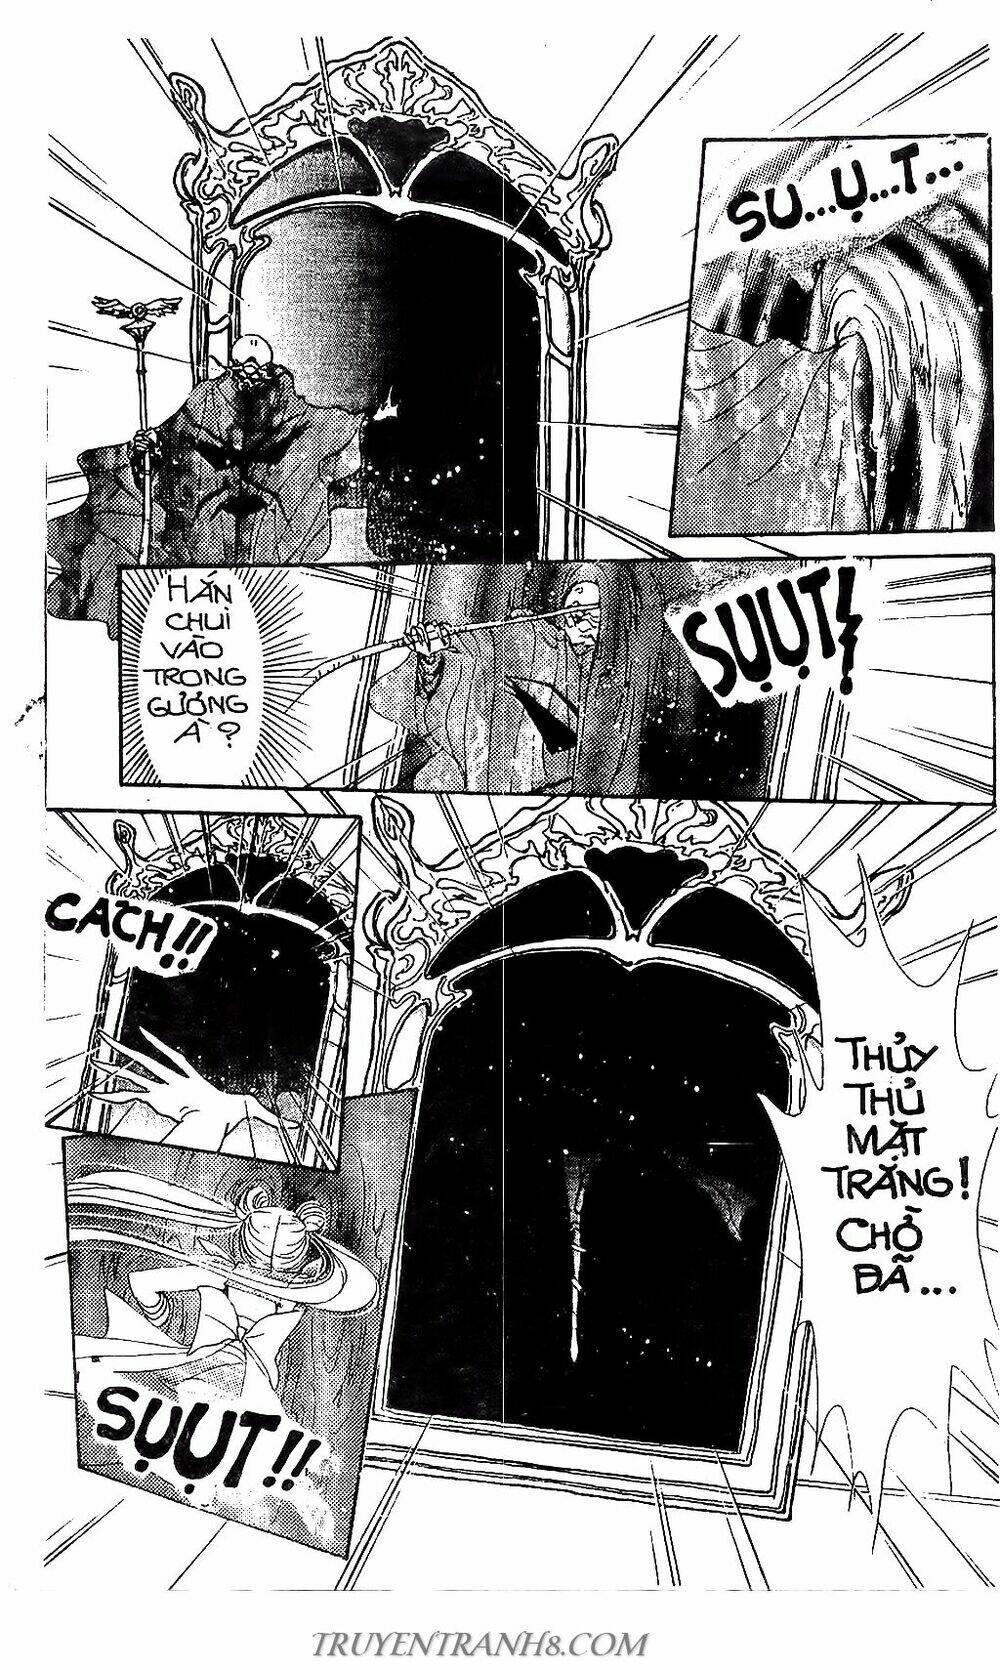 SU...Ụ...T...
HẮN
CHUI
VÀO
TRONG
GƯƠNG
À?
SỤỤT!
CẠCH!!
THỦY
THỦ
MẶT
TRĂNG!
CHỜ
ĐÃ...
SỤỤT!!
TRUYENTRANH8.COM